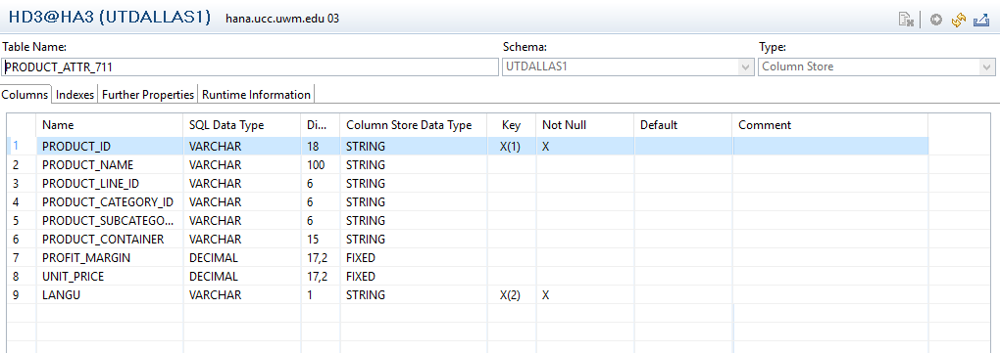 HD3@HA3 (UTDALLAS1) hana.ucc.uwm.edu 03
Table Name: Schema: Type:
PRODUCT_ATTR_711 UTDALLAS1 Column Store
Columns Indexes Further Properties Runtime Information
Name SQL Data Type Di... Column Store Data Type Key Not Null Default Comment
1 PRODUCT_ID VARCHAR 18 STRING X(1) X
2 PRODUCT_NAME VARCHAR 100 STRING
3 PRODUCT_LINE_ID VARCHAR 6 STRING
4 PRODUCT_CATEGORY_ID VARCHAR 6 STRING
5 PRODUCT_SUBCATEGO... VARCHAR 6 STRING
6 PRODUCT_CONTAINER VARCHAR 15 STRING
7 PROFIT_MARGIN DECIMAL 17,2 FIXED
8 UNIT_PRICE DECIMAL 17,2 FIXED
9 LANGU VARCHAR 1 STRING X(2) X